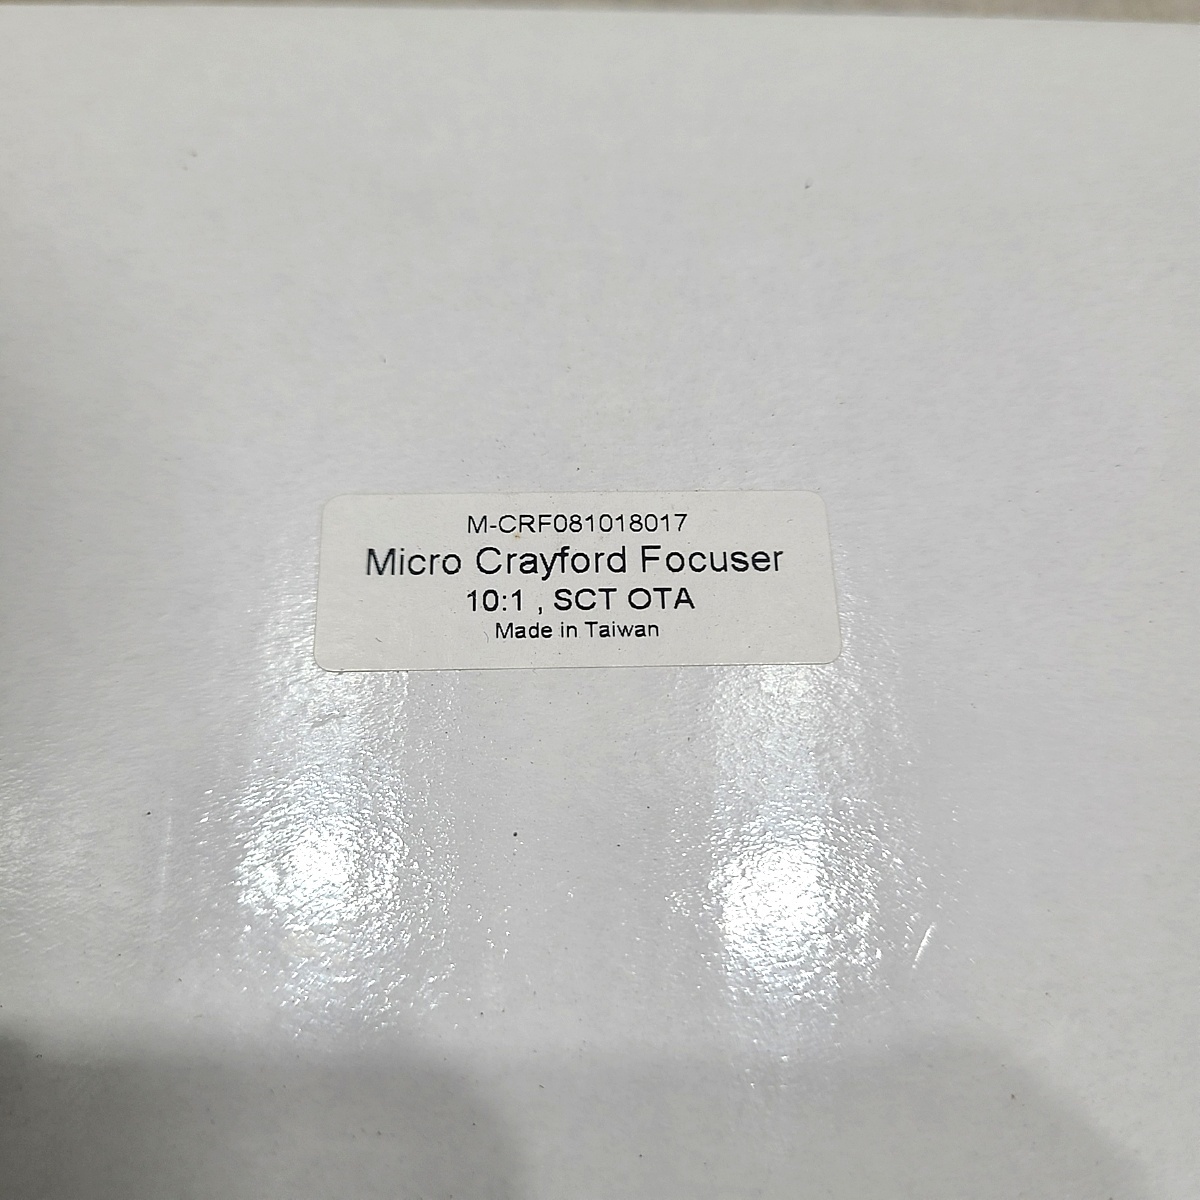 M-CRF081018017
Micro Crayford Focuser
10:1 , SCT OTA
Made in Taiwan